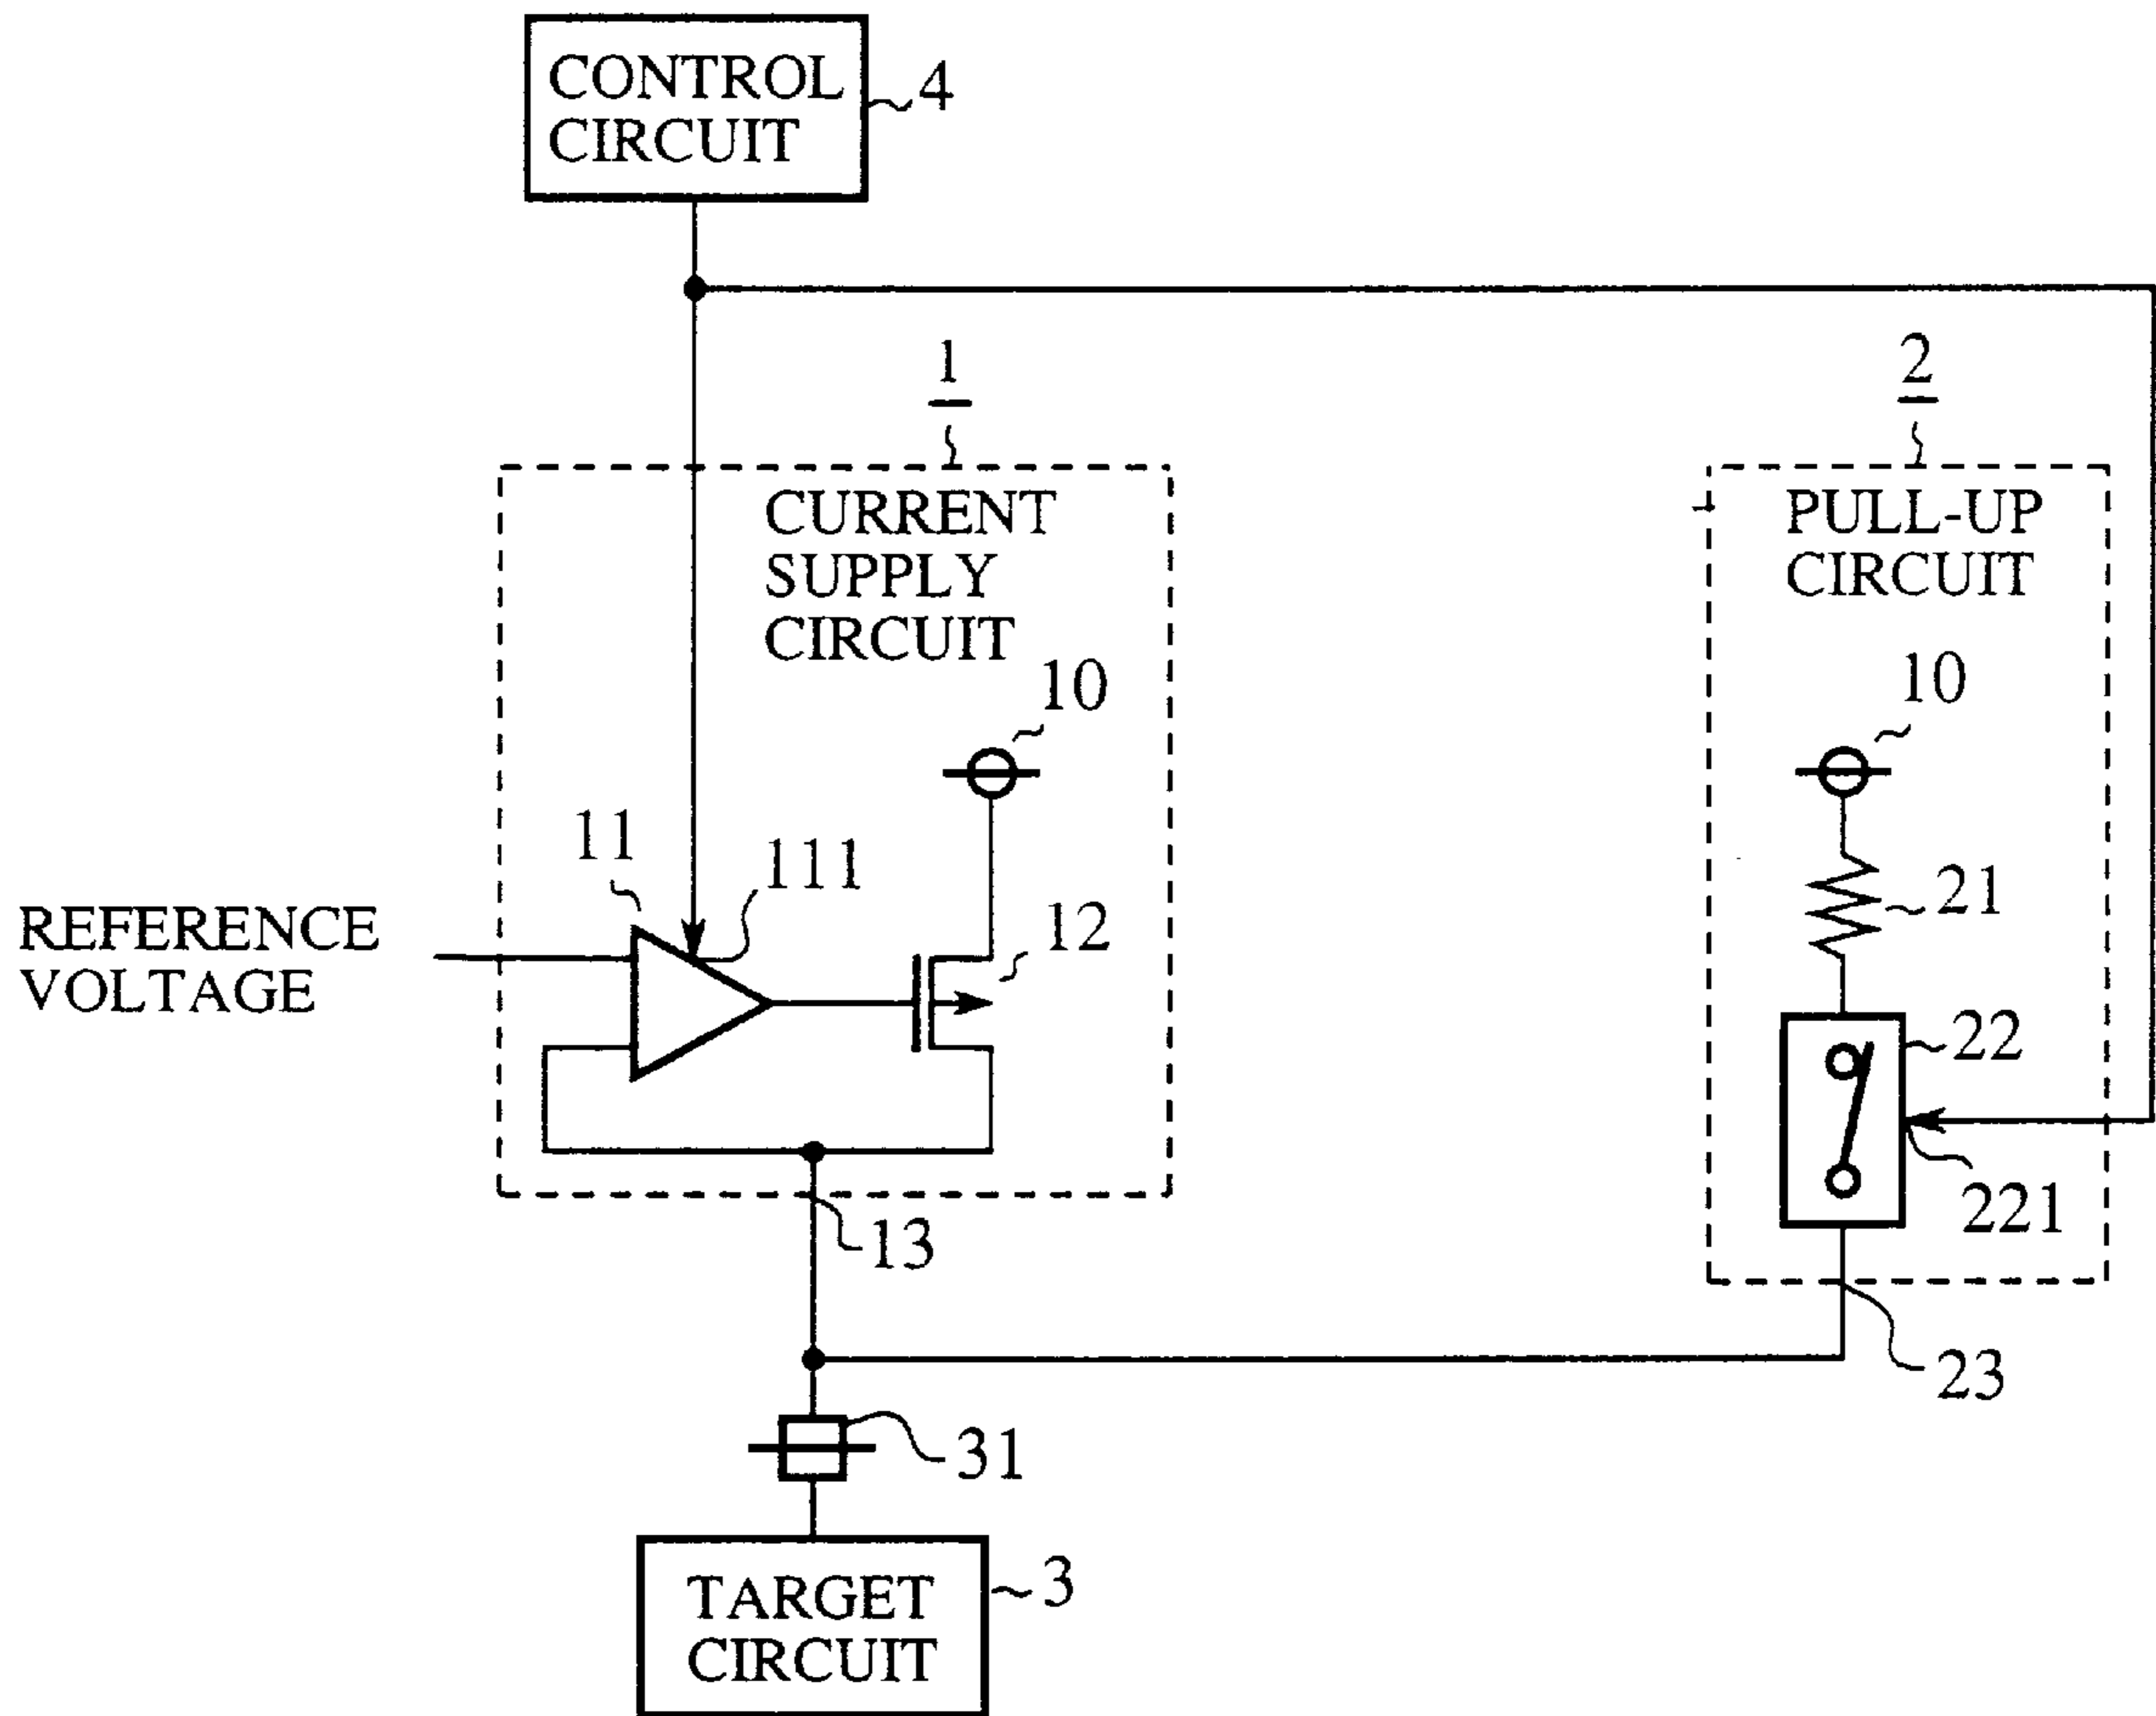 CONTROL
CIRCUIT
4
1
2
CURRENT
SUPPLY
CIRCUIT
PULL-UP
CIRCUIT
10
10
11
111
21
REFERENCE
VOLTAGE
12
22
221
13
23
31
TARGET
CIRCUIT
3